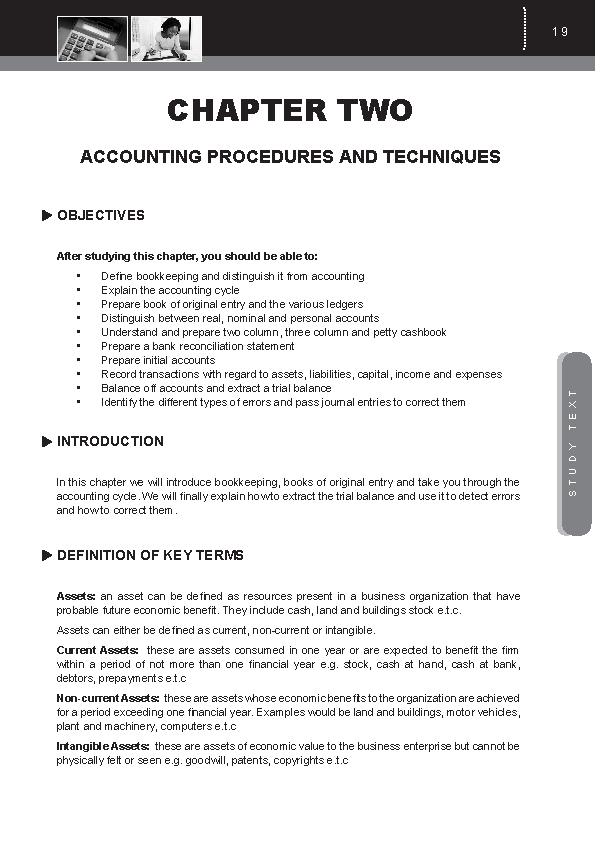 19
CHAPTER TWO
ACCOUNTING PROCEDURES AND TECHNIQUES
OBJECTIVES
After studying this chapter, you should be able to:
• Define bookkeeping and distinguish it from accounting
• Explain the accounting cycle
• Prepare book of original entry and the various ledgers
• Distinguish between real, nominal and personal accounts
• Understand and prepare two column, three column and petty cashbook
• Prepare a bank reconciliation statement
• Prepare initial accounts
• Record transactions with regard to assets, liabilities, capital, income and expenses
• Balance off accounts and extract a trial balance
• Identify the different types of errors and pass journal entries to correct them
INTRODUCTION
In this chapter we will introduce bookkeeping, books of original entry and take you through the
accounting cycle. We will finally explain how to extract the trial balance and use it to detect errors
and how to correct them.
DEFINITION OF KEY TERMS
Assets: an asset can be defined as resources present in a business organization that have
probable future economic benefit. They include cash, land and buildings stock e.t.c.
Assets can either be defined as current, non-current or intangible.
Current Assets: these are assets consumed in one year or are expected to benefit the firm
within a period of not more than one financial year e.g. stock, cash at hand, cash at bank,
debtors, prepayments e.t.c
Non-current Assets: these are assets whose economic benefits to the organization are achieved
for a period exceeding one financial year. Examples would be land and buildings, motor vehicles,
plant and machinery, computers e.t.c
Intangible Assets: these are assets of economic value to the business enterprise but cannot be
physically felt or seen e.g. goodwill, patents, copyrights e.t.c
STUDY TEXT